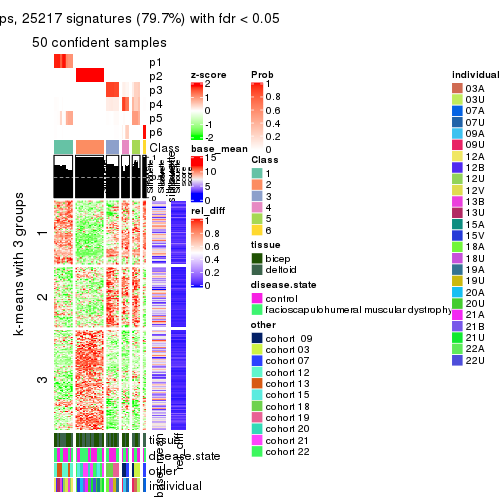 ps, 25217 signatures (79.7%) with fdr < 0.05
50 confident samples
p1
p2
p3
p4
p5
p6
Class
1
0.5
0
k-means with 3 groups
1
2
3
tissue
disease.state
other
individual
base_mean
rel_diff
z-score
2
1
0
-1
-2
base_mean
15
10
5
0
rel_diff
1
0.8
0.6
0.4
0.2
0
Prob
1
0.8
0.6
0.4
0.2
0
Class
1
2
3
4
5
6
tissue
bicep
deltoid
disease.state
control
facioscapulohumeral muscular dystrophy
other
cohort 09
cohort 03
cohort 07
cohort 12
cohort 13
cohort 15
cohort 18
cohort 19
cohort 20
cohort 21
cohort 22
individual
03A
03U
07A
07U
09A
09U
12A
12B
12U
12V
13B
13U
15A
15V
18A
18U
19A
19U
20A
20U
21A
21B
21U
22A
22U